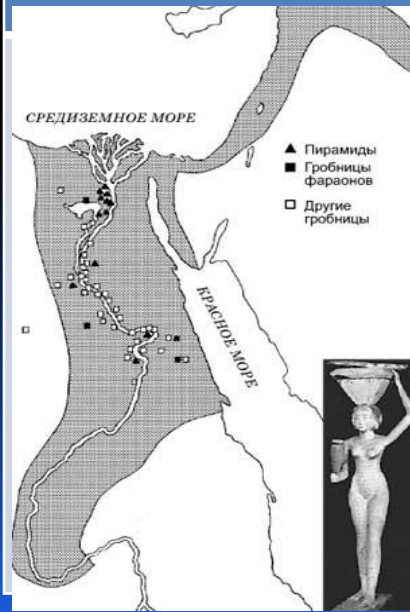 СРЕДИЗЕМНОЕ МОРЕ
Пирамиды
Гробницы
фараонов
Другие
гробницы
КРАСНОЕ МОРЕ